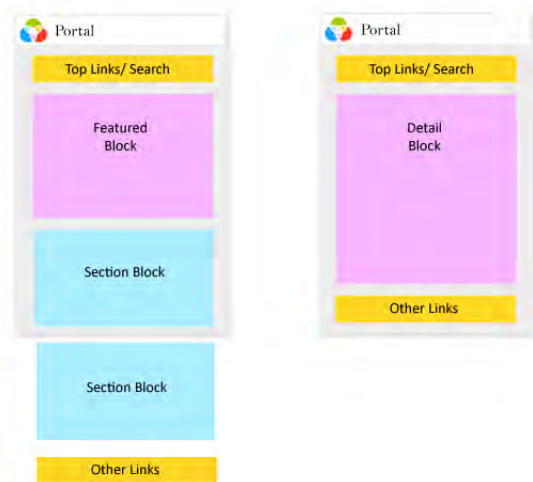 Portal
Top Links/ Search
Featured
Block
Section Block
Section Block
Other Links
Portal
Top Links/ Search
Detail
Block
Other Links